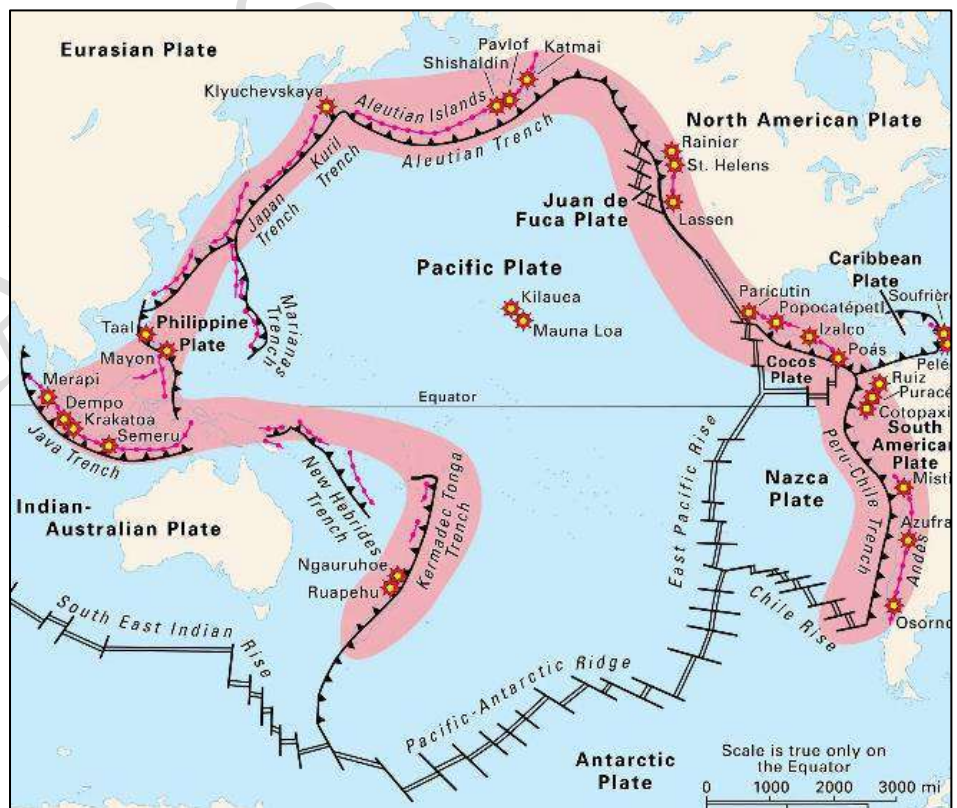 Eurasian Plate
Pavlof
Katmai
Shishaldin
Klyuchevskaya
Aleutian Islands
Aleutian Trench
Kuril
Trench
Japan
Trench
North American Plate
Rainier
St. Helens
Juan de
Fuca Plate
Lassen
Pacific Plate
Kilauea
Mauna Loa
Caribbean
Plate
Soufrièr
Parícutin
Popocatépetl
Izalco
Poás
Pelé
Cocos
Plate
Taal
Philippine
Plate
Mayon
Marianas
Trench
Merapi
Dempo
Krakatoa
Semeru
Java Trench
Equator
Ruiz
Puracé
Cotopaxi
South
American
Plate
Misti
Nazca
Plate
Peru-Chile Trench
Azufra
Andes
Osorno
East Pacific Rise
Chile Rise
Indian-
Australian Plate
New Hebrides
Trench
Kermadec Tonga
Trench
Ngauruhoe
Ruapehu
South East Indian
Rise
Pacific-Antarctic Ridge
Antarctic
Plate
Scale is true only on
the Equator
0 1000 2000 3000 mi